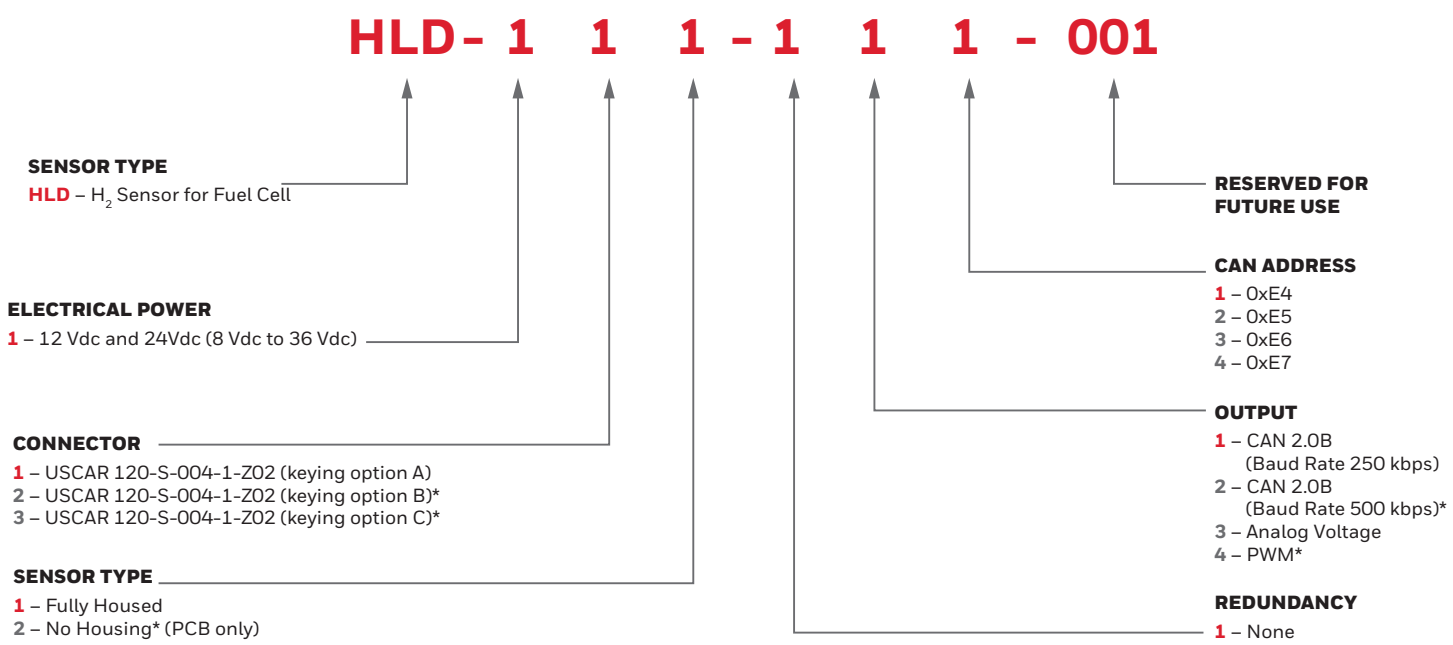 HLD- 1 1 1 - 1 1 1 - 001
SENSOR TYPE
HLD – H2 Sensor for Fuel Cell
ELECTRICAL POWER
1 – 12 Vdc and 24Vdc (8 Vdc to 36 Vdc)
CONNECTOR
1 – USCAR 120-S-004-1-Z02 (keying option A)
2 – USCAR 120-S-004-1-Z02 (keying option B)*
3 – USCAR 120-S-004-1-Z02 (keying option C)*
SENSOR TYPE
1 – Fully Housed
2 – No Housing* (PCB only)
RESERVED FOR
FUTURE USE
CAN ADDRESS
1 – 0xE4
2 – 0xE5
3 – 0xE6
4 – 0xE7
OUTPUT
1 – CAN 2.0B
(Baud Rate 250 kbps)
2 – CAN 2.0B
(Baud Rate 500 kbps)*
3 – Analog Voltage
4 – PWM*
REDUNDANCY
1 – None